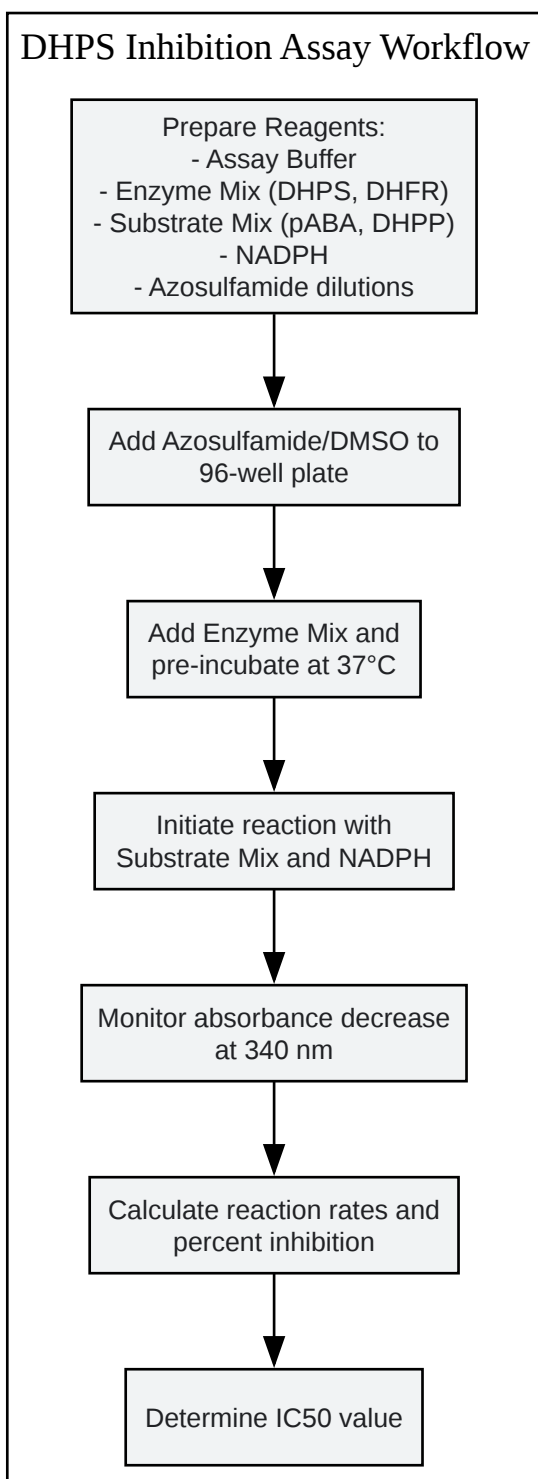 DHPS Inhibition Assay Workflow
Prepare Reagents:
- Assay Buffer
- Enzyme Mix (DHPS, DHFR)
- Substrate Mix (pABA, DHPP)
- NADPH
- Azosulfamide dilutions
Add Azosulfamide/DMSO to
96-well plate
Add Enzyme Mix and
pre-incubate at 37°C
Initiate reaction with
Substrate Mix and NADPH
Monitor absorbance decrease
at 340 nm
Calculate reaction rates and
percent inhibition
Determine IC50 value